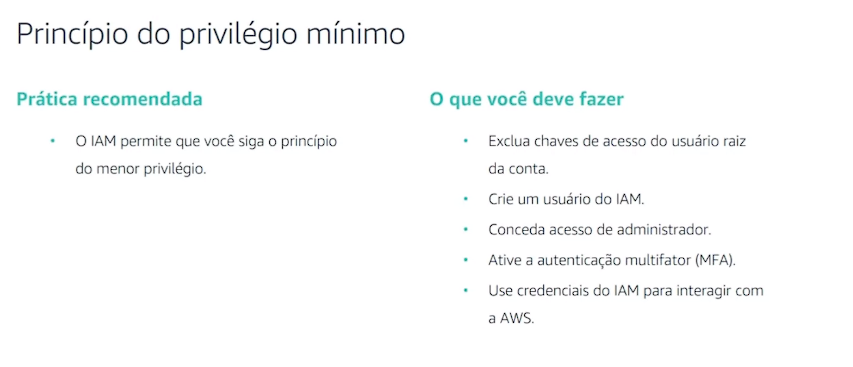 Princípio do privilégio mínimo
Prática recomendada
• O IAM permite que você siga o princípio
do menor privilégio.
O que você deve fazer
• Exclua chaves de acesso do usuário raiz
da conta.
• Crie um usuário do IAM.
• Conceda acesso de administrador.
• Ative a autenticação multifator (MFA).
• Use credenciais do IAM para interagir com
a AWS.